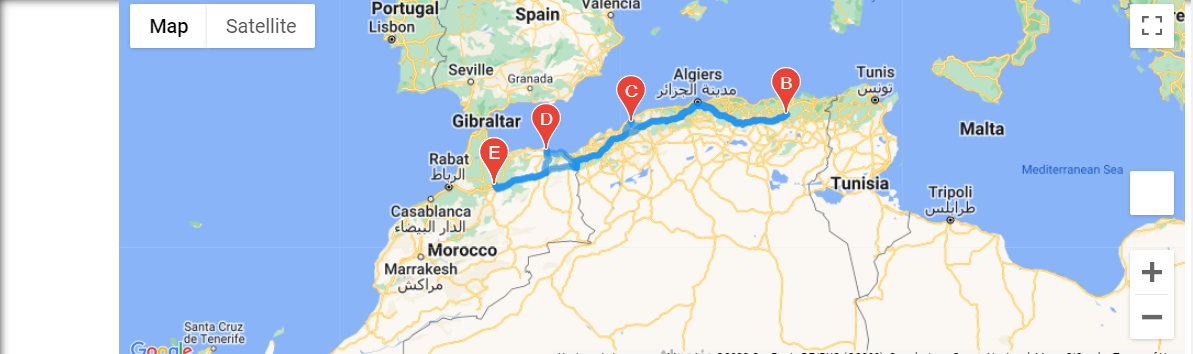 Map
Satellite
Portugal
Lisbon
Spain
Valencia
Seville
Granada
Gibraltar
Algiers
مدينة الجزائر
Tunis
تونس
Malta
Mediterranean Sea
Rabat
الرباط
Casablanca
الدار البيضاء
Morocco
Marrakesh
مراكش
Tunisia
Tripoli
طرابلس
Santa Cruz
de Tenerife
B
C
D
E
Google